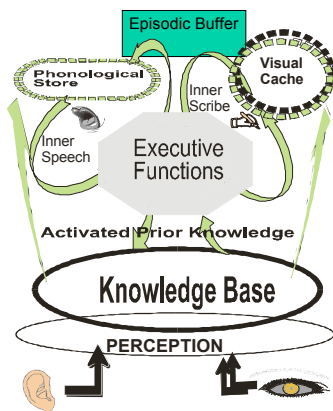 Episodic Buffer
Phonological
Store
Visual
Cache
Inner
Scribe
Inner
Speech
Executive
Functions
Activated Prior Knowledge
Knowledge Base
PERCEPTION